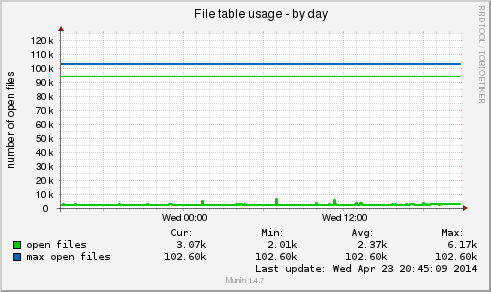 File table usage - by day
RRDTOOL / TOBI OETIKER
number of open files
120 k
110 k
100 k
90 k
80 k
70 k
60 k
50 k
40 k
30 k
20 k
10 k
0
Wed 00:00 Wed 12:00
Cur: Min: Avg: Max:
open files 3.07k 2.01k 2.37k 6.17k
max open files 102.60k 102.60k 102.60k 102.60k
Last update: Wed Apr 23 20:45:09 2014
Munin 1.4.7